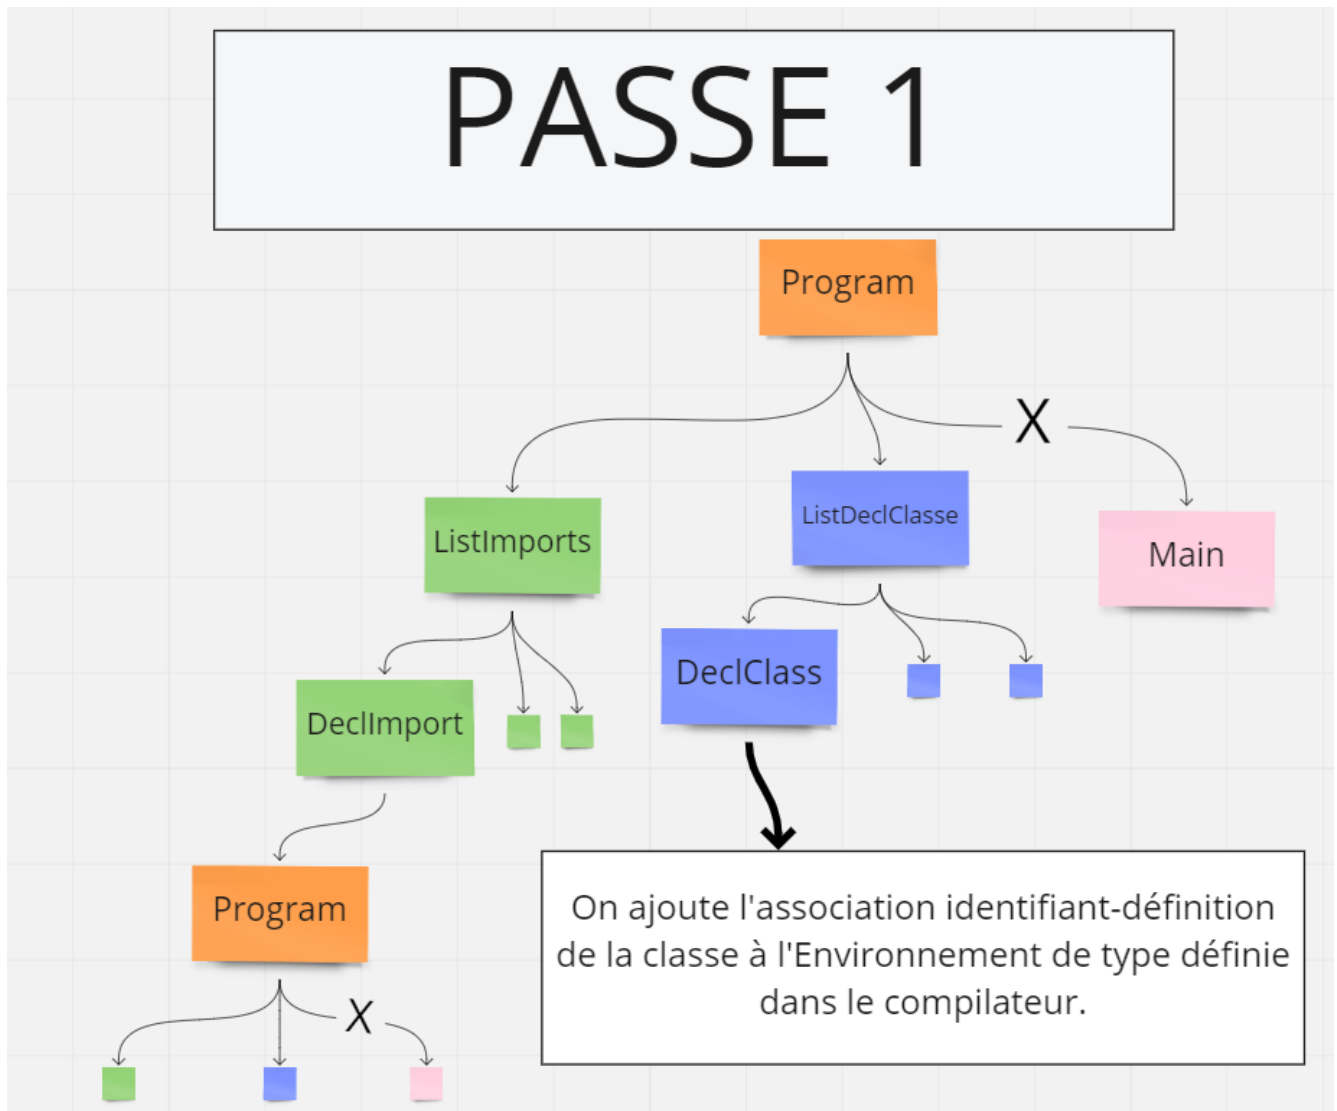 PASSE 1
Program
X
ListImports
ListDeclClasse
Main
DeclImport
DeclClass
Program
X
On ajoute l'association identifiant-définition
de la classe à l'Environnement de type définie
dans le compilateur.